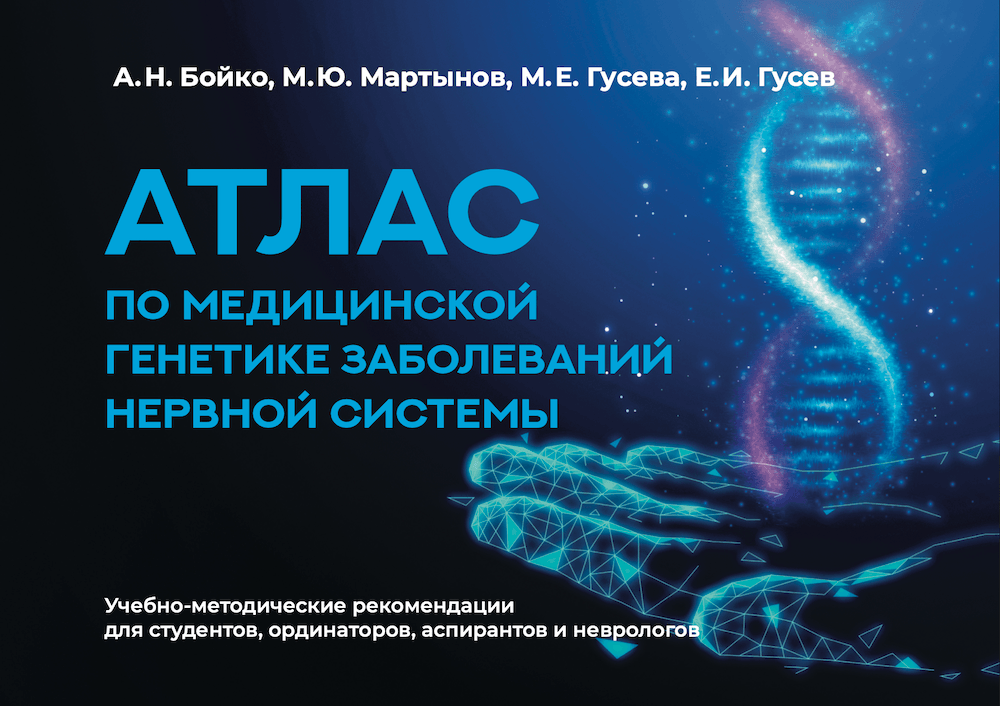 А. Н. Бойко, М. Ю. Мартынов, М. Е. Гусева, Е. И. Гусев
АТЛАС
ПО МЕДИЦИНСКОЙ
ГЕНЕТИКЕ ЗАБОЛЕВАНИЙ
НЕРВНОЙ СИСТЕМЫ
Учебно-методические рекомендации
для студентов, ординаторов, аспирантов и неврологов